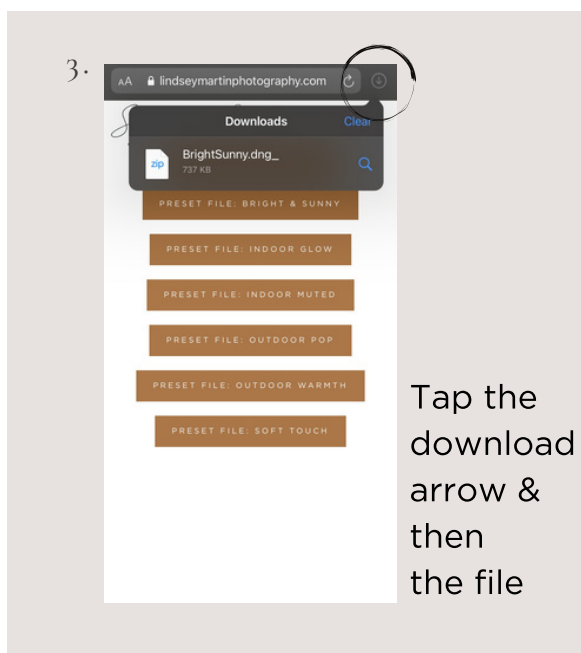 3.
AA lindseymartinphotography.com
Downloads
Clear
zip
BrightSunny.dng_
737 KB
PRESET FILE: BRIGHT & SUNNY
PRESET FILE: INDOOR GLOW
PRESET FILE: INDOOR MUTED
PRESET FILE: OUTDOOR POP
PRESET FILE: OUTDOOR WARMTH
PRESET FILE: SOFT TOUCH
Tap the
download
arrow &
then
the file